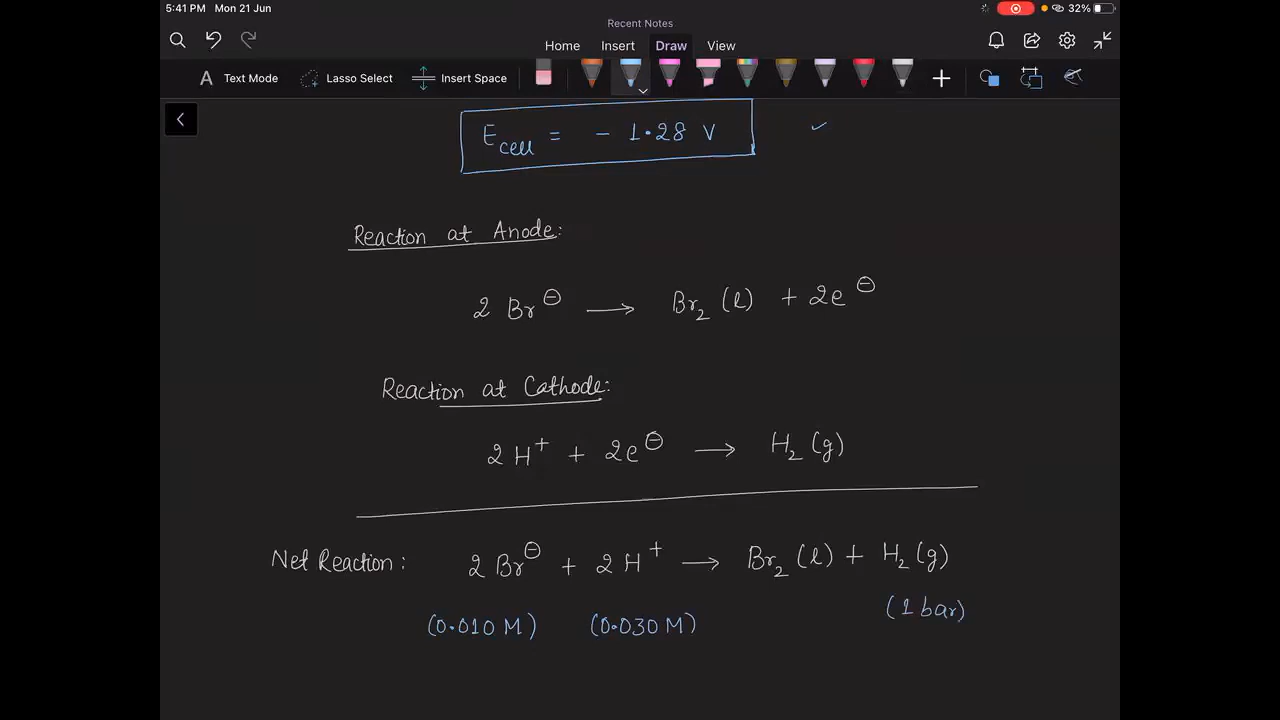 5:41 PM Mon 21 Jun
32%
Recent Notes
Home Insert Draw View
Text Mode Lasso Select Insert Space
E cell = - 1.28 V
Reaction at Anode:
2 Br⊖ → Br₂ (l) + 2e⊖
Reaction at Cathode:
2 H⁺ + 2e⊖ → H₂ (g)
Net Reaction: 2 Br⊖ + 2 H⁺ → Br₂ (l) + H₂ (g)
(0.010 M) (0.030 M) (1 bar)